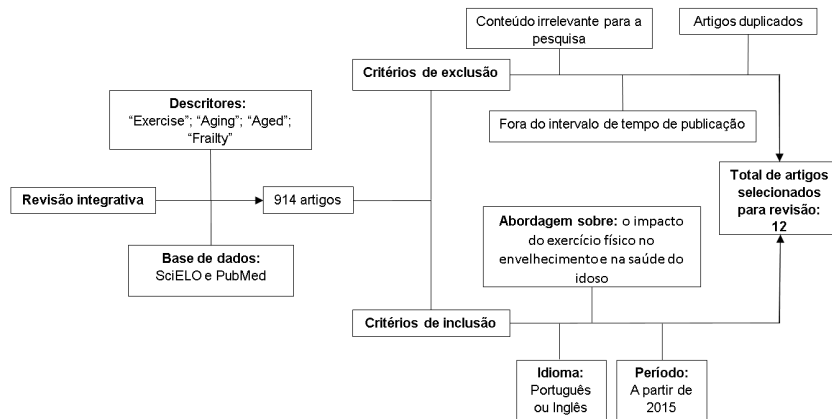 Conteúdo irrelevante para a
pesquisa
Artigos duplicados
Critérios de exclusão
Descritores:
“Exercise”; “Aging”; “Aged”;
“Frailty”
Fora do intervalo de tempo de publicação
Revisão integrativa
914 artigos
Total de artigos
selecionados
para revisão:
12
Abordagem sobre: o impacto
do exercício físico no
envelhecimento e na saúde do
idoso
Base de dados:
SciELO e PubMed
Critérios de inclusão
Idioma:
Português
ou Inglês
Período:
A partir de
2015